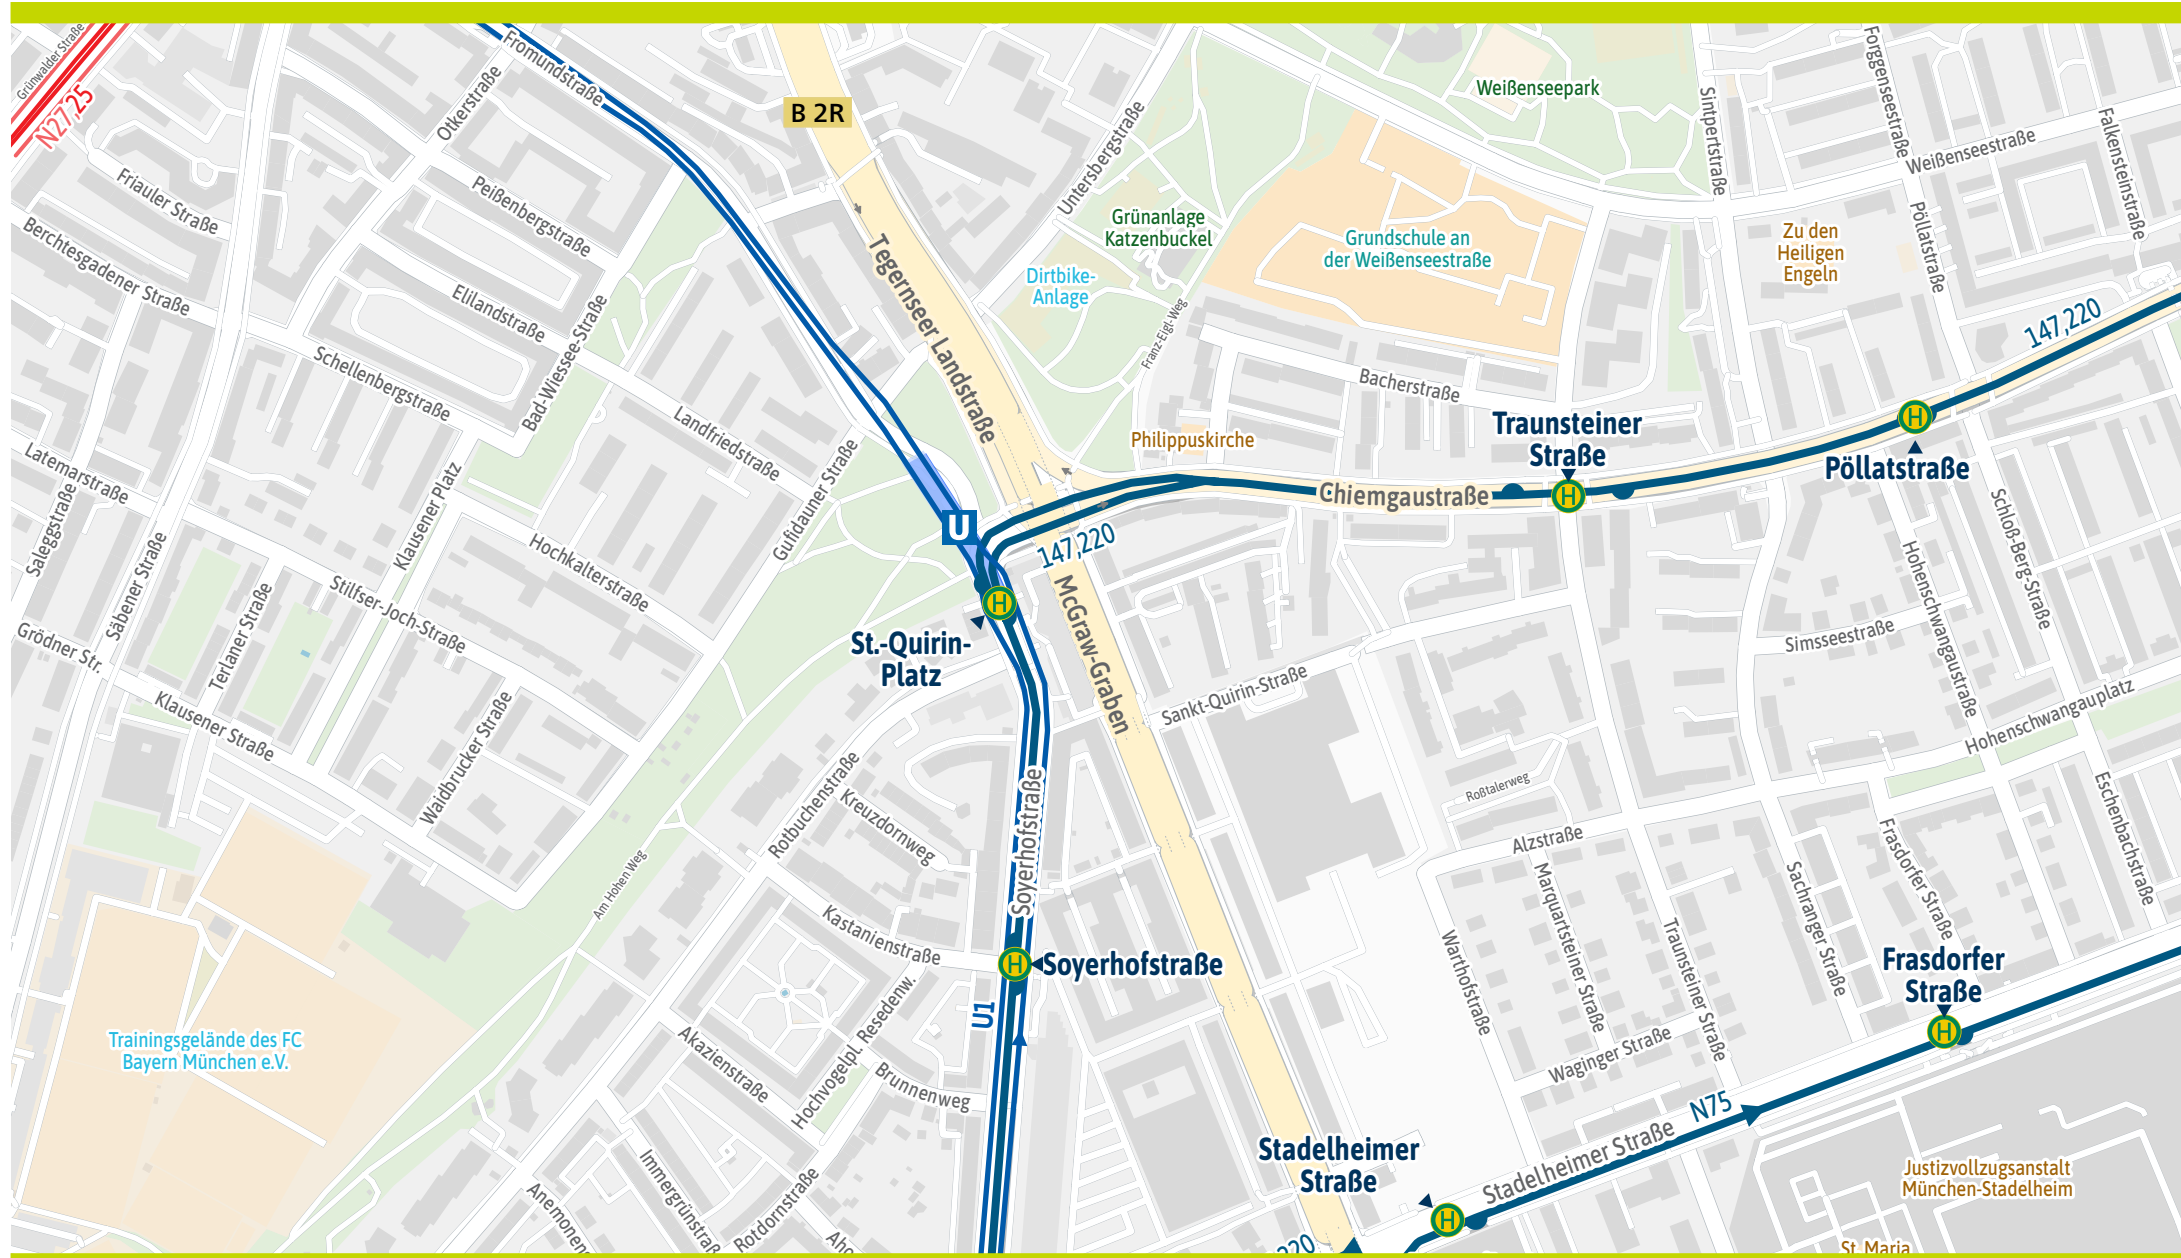 Grünwalder Straße
N27,25
Fromundstraße
Otkerstraße
B 2R
Weißenseepark
Sintpertstraße
Forggenseestraße
Weißenseestraße
Falkensteinstraße
Friauler Straße
Peißenbergstraße
Untersbergstraße
Grünanlage
Katzenbuckel
Grundschule an
der Weißenseestraße
Zu den
Heiligen
Engeln
Pöllatstraße
Berchtesgadener Straße
Elilandstraße
Bad-Wiessee-Straße
Tegernseer Landstraße
Dirtbike-
Anlage
Franz-Eigl-Weg
147,220
Schellenbergstraße
Landfriedstraße
Bacherstraße
Philippuskirche
Traunsteiner
Straße
Pöllatstraße
Latemarstraße
Saleggstraße
Klausener Platz
Gufidauner Straße
Chiemgaustraße
Schloß-Berg-Straße
U
147,220
Säbener Straße
Hochkalterstraße
Stilfser-Joch-Straße
Terlaner Straße
Grödner Str.
H
H
H
St.-Quirin-
Platz
McGraw-Graben
Hohenschwangaustraße
Simsseestraße
Sankt-Quirin-Straße
Klausener Straße
Waidbrucker Straße
Hohenschwangauplatz
Rotbuchenstraße
Kreuzdornweg
Soyerhofstraße
Roßtalerweg
Alzstraße
Eschenbachstraße
Am Hohen Weg
Kastanienstraße
Marquartsteiner Straße
Sachranger Straße
Frasdorfer Straße
Warthofstraße
Traunsteiner Straße
H
Soyerhofstraße
Frasdorfer
Straße
H
U1
Hochvogelpl.
Resedenw.
Trainingsgelände des FC
Bayern München e.V.
Akazienstraße
Brunnenweg
Waginger Straße
N75
Stadelheimer
Straße
H
Stadelheimer Straße
Justizvollzugsanstalt
München-Stadelheim
Immergrünstraß
Rotdornstraße
Anemonen
Aho
220
St. Maria